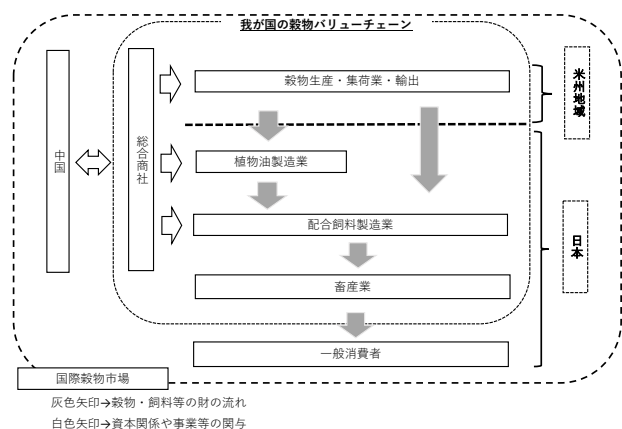 我が国の穀物バリューチェーン
穀物生産・集荷業・輸出
米州地域
中国
総合商社
植物油製造業
配合飼料製造業
日本
畜産業
一般消費者
国際穀物市場
灰色矢印→穀物・飼料等の財の流れ
白色矢印→資本関係や事業等の関与